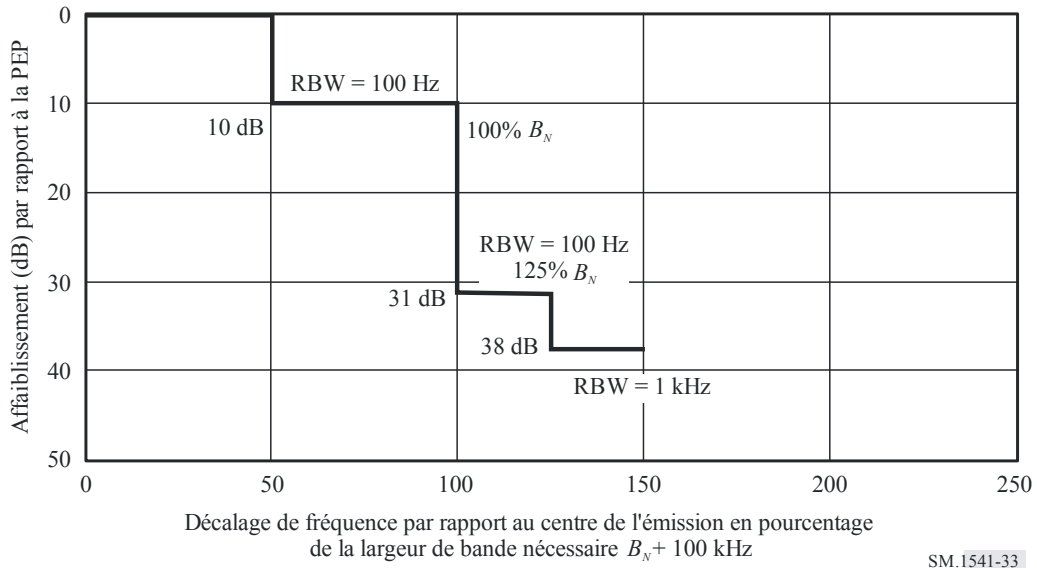 Affaiblissement (dB) par rapport à la PEP
0
10
20
30
40
50
RBW = 100 Hz
10 dB
100% B_N
RBW = 100 Hz
125% B_N
31 dB
38 dB
RBW = 1 kHz
0
50
100
150
200
250
Décalage de fréquence par rapport au centre de l'émission en pourcentage
de la largeur de bande nécessaire B_N + 100 kHz
SM.1541-33